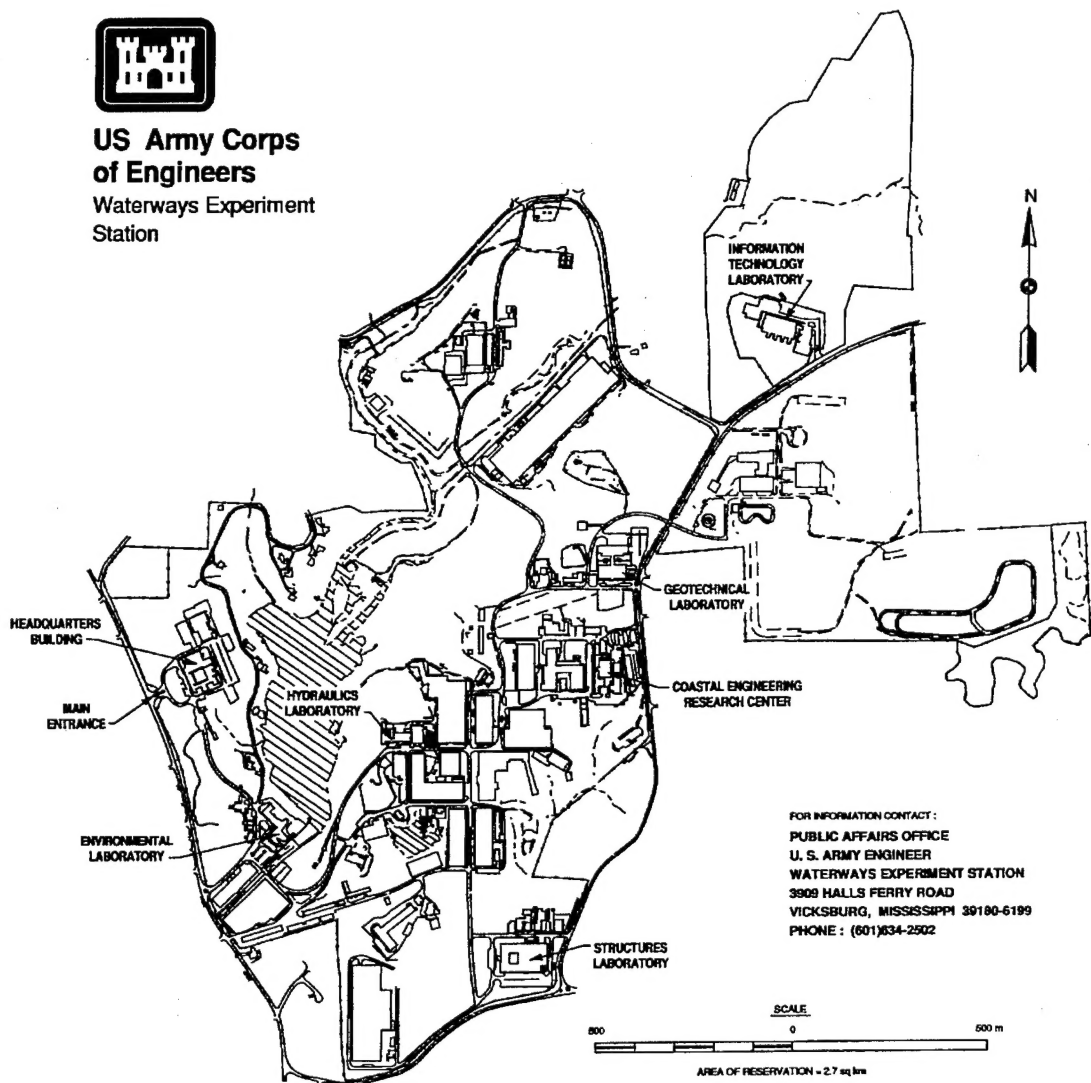 US Army Corps
of Engineers
Waterways Experiment
Station
N
INFORMATION
TECHNOLOGY
LABORATORY
GEOTECHNICAL
LABORATORY
HEADQUARTERS
BUILDING
HYDRAULICS
LABORATORY
COASTAL ENGINEERING
RESEARCH CENTER
MAIN
ENTRANCE
ENVIRONMENTAL
LABORATORY
FOR INFORMATION CONTACT :
PUBLIC AFFAIRS OFFICE
U. S. ARMY ENGINEER
WATERWAYS EXPERIMENT STATION
3909 HALLS FERRY ROAD
VICKSBURG, MISSISSIPPI 39180-6199
PHONE : (601)634-2502
STRUCTURES
LABORATORY
SCALE
500 0 500 m
AREA OF RESERVATION = 2.7 sq km